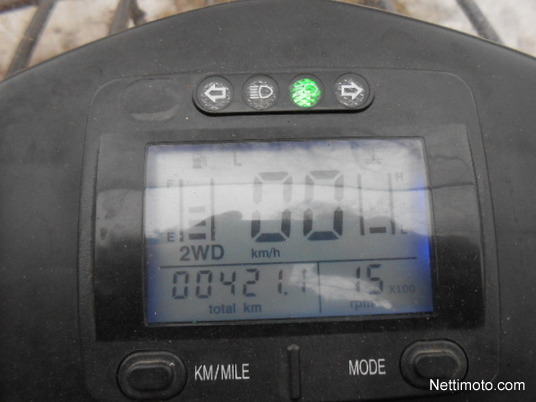 L
F H
00
E L
2WD km/h
00421.1 15 X100
total km rpm
KM/MILE MODE
Nettimoto.com